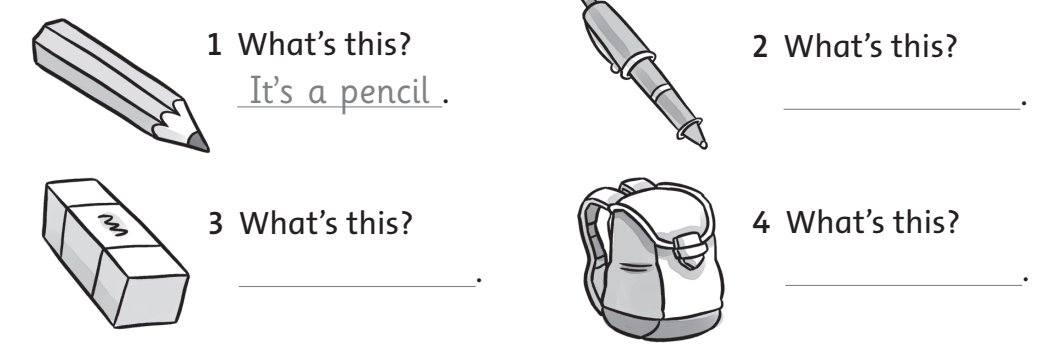 1 What's this?
It's a pencil.
2 What's this?
.
3 What's this?
.
4 What's this?
.